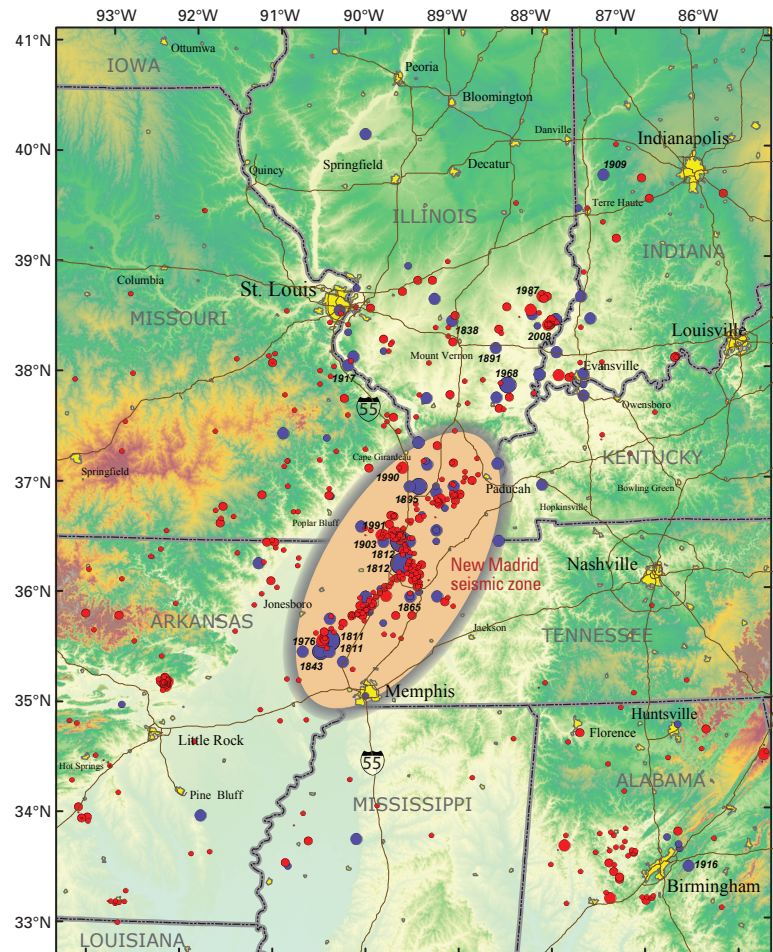 93°W
92°W
91°W
90°W
89°W
88°W
87°W
86°W
41°N
Ottumwa
IOWA
Peoria
Bloomington
40°N
Danville
Indianapolis
Quincy
Springfield
Decatur
1909
Terre Haute
ILLINOIS
INDIANA
39°N
Columbia
St. Louis
1987
MISSOURI
1838
2008
Louisville
Mount Vernon
1891
38°N
1917
1968
Evansville
55
Owensboro
Springfield
Cape Girardeau
KENTUCKY
37°N
1990
1895
Paducah
Bowling Green
Hopkinsville
Poplar Bluff
1991
1903
1812
1812
New Madrid
seismic zone
Nashville
36°N
Jonesboro
1865
ARKANSAS
Jackson
TENNESSEE
1976
1811
1811
1843
35°N
Memphis
Huntsville
Little Rock
Florence
55
Hot Springs
ALABAMA
Pine Bluff
MISSISSIPPI
34°N
1916
Birmingham
33°N
LOUISIANA